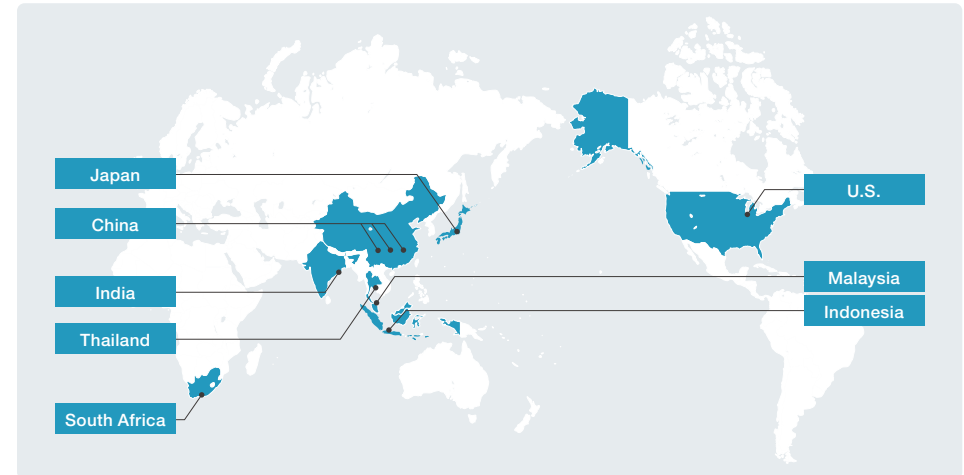 Japan
China
India
Thailand
South Africa
U.S.
Malaysia
Indonesia